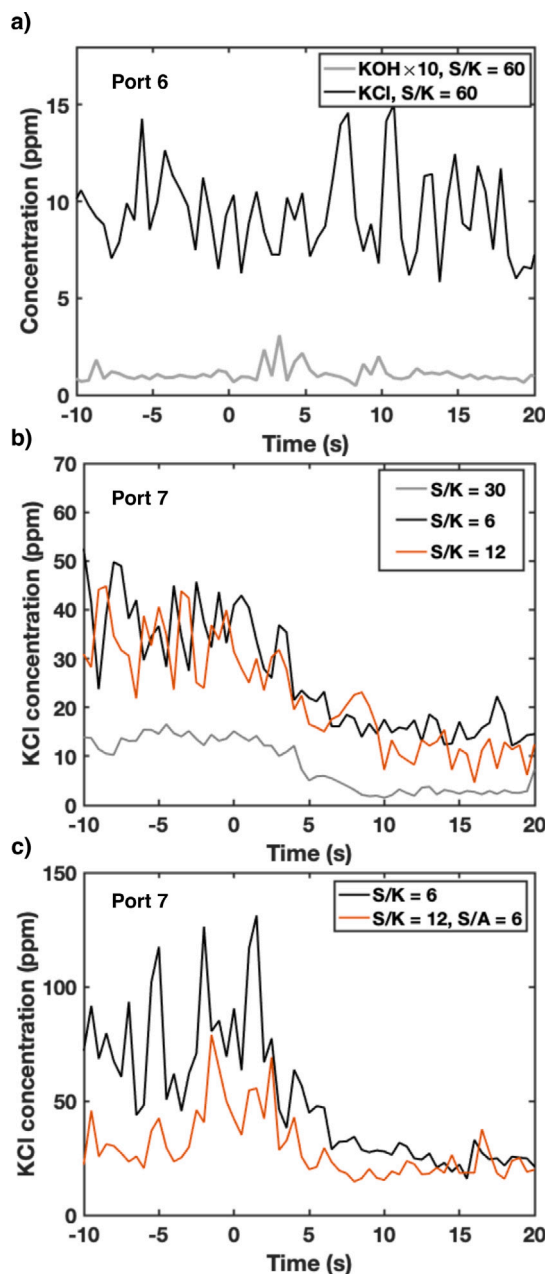 a)
Port 6
KOH × 10, S/K = 60
KCl, S/K = 60
15
10
5
0
Concentration (ppm)
-10 -5 0 5 10 15 20
Time (s)
b)
Port 7
S/K = 30
S/K = 6
S/K = 12
70
60
50
40
30
20
10
0
KCl concentration (ppm)
-10 -5 0 5 10 15 20
Time (s)
c)
Port 7
S/K = 6
S/K = 12, S/A = 6
150
100
50
0
KCl concentration (ppm)
-10 -5 0 5 10 15 20
Time (s)